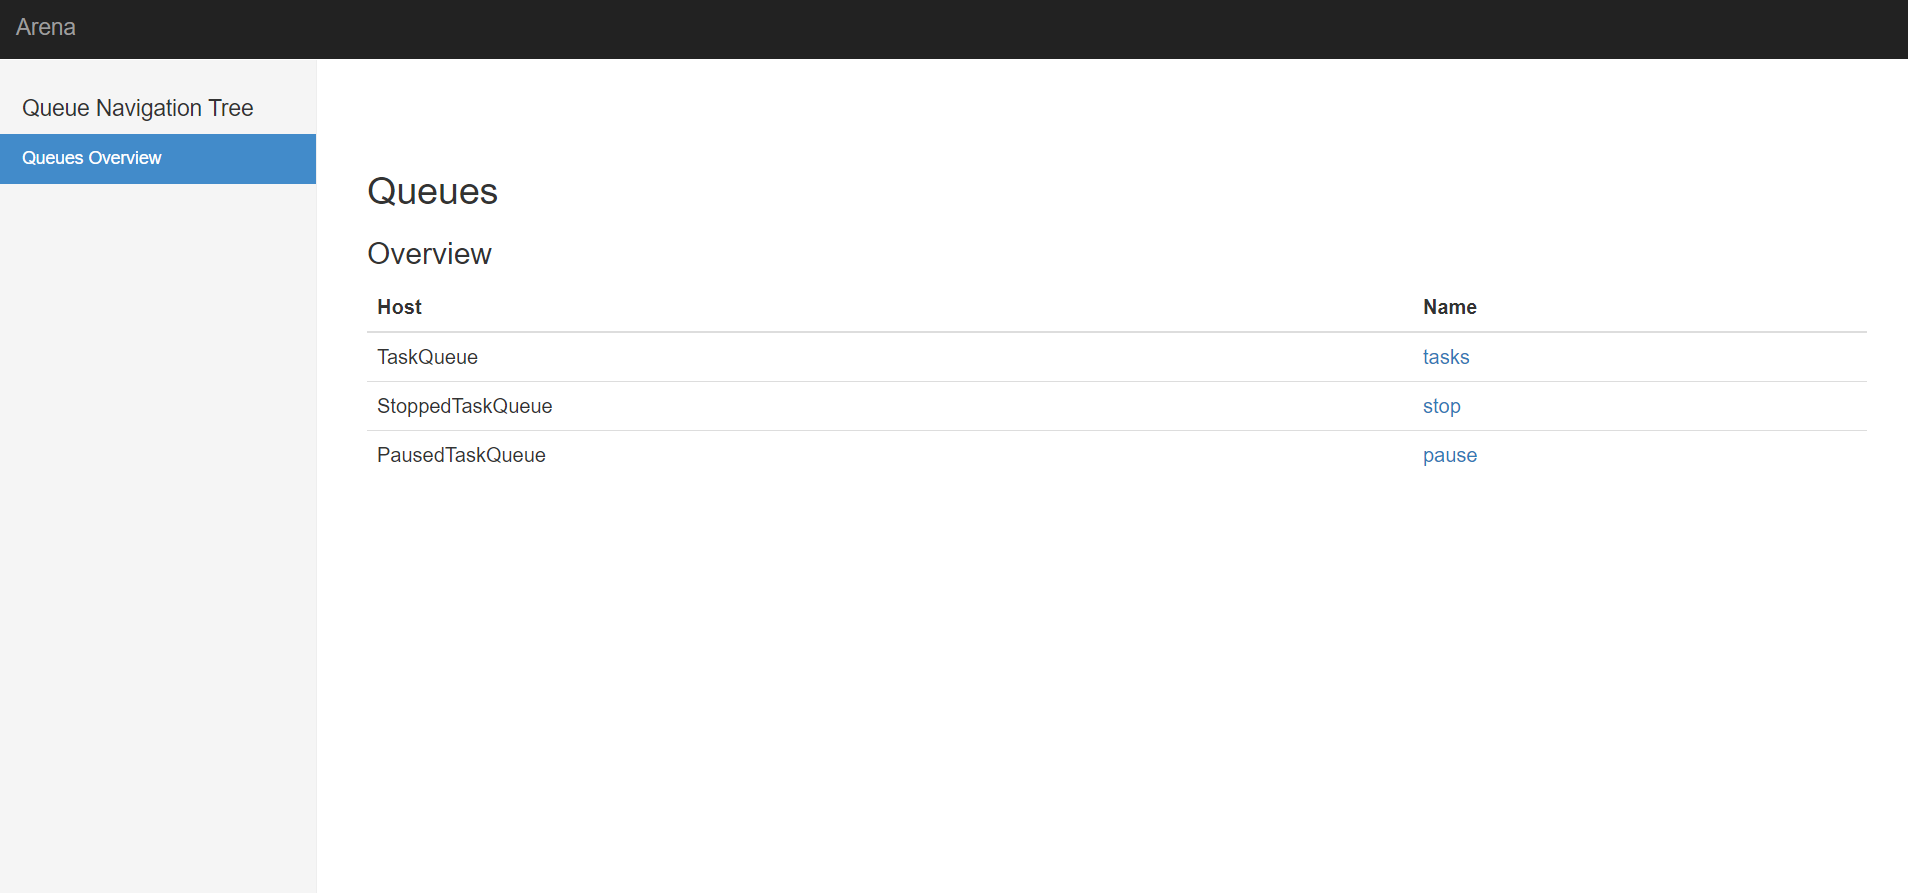 Arena
Queue Navigation Tree
Queues Overview
Queues
Overview
Host Name
TaskQueue tasks
StoppedTaskQueue stop
PausedTaskQueue pause